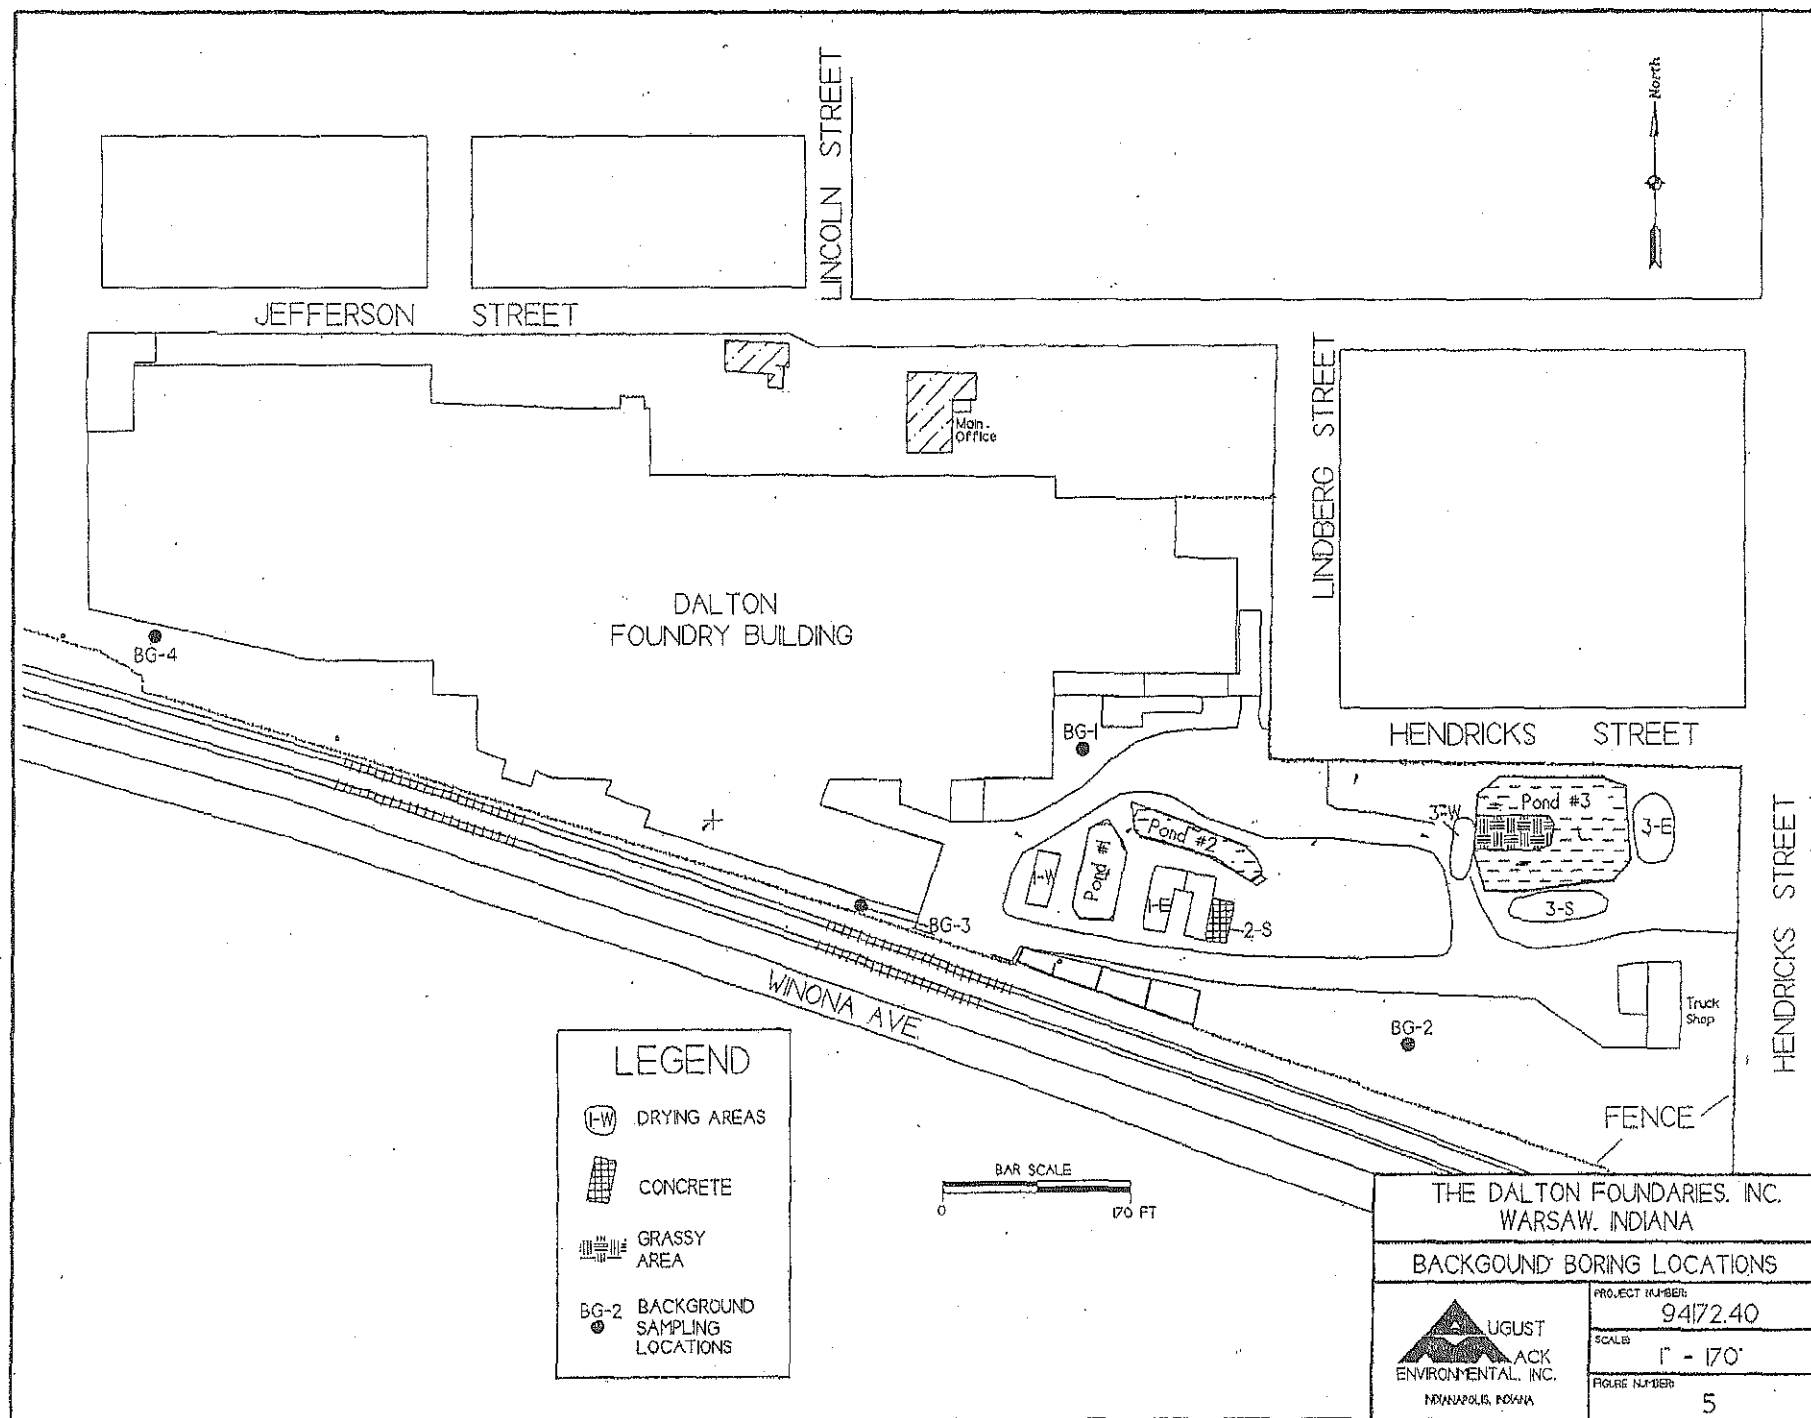 North
LINCOLN STREET
JEFFERSON STREET
Main
Office
LINDBERG STREET
DALTON
FOUNDRY BUILDING
BG-4
BG-1
HENDRICKS STREET
HENDRICKS STREET
Pond #3
3-W
3-E
3-S
Pond #2
Pond #1
1-W
1-E
2-S
BG-3
WINONA AVE
BG-2
Truck
Shop
FENCE
LEGEND
1-W DRYING AREAS
CONCRETE
GRASSY
AREA
BG-2 BACKGROUND
SAMPLING
LOCATIONS
BAR SCALE
0 170 FT
THE DALTON FOUNDARIES, INC.
WARSAW, INDIANA
BACKGOUND BORING LOCATIONS
AUGUST
MACK
ENVIRONMENTAL, INC.
INDIANAPOLIS, INDIANA
PROJECT NUMBER:
94172.40
SCALE:
1" - 170'
FIGURE NUMBER:
5